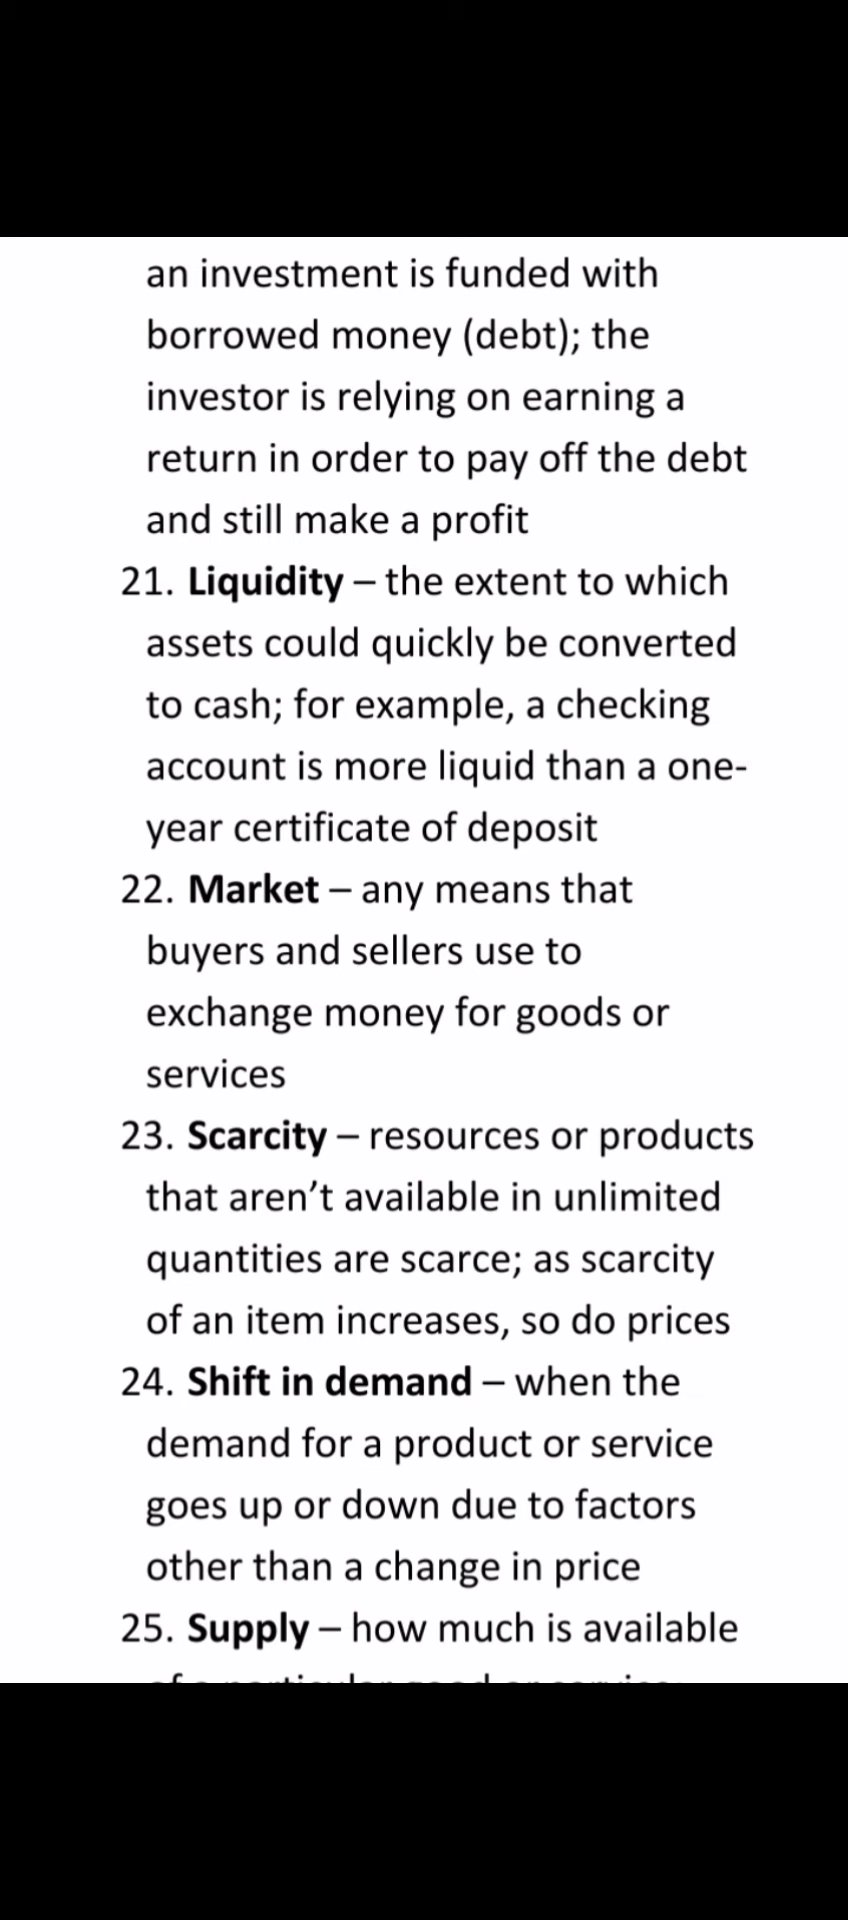 an investment is funded with
borrowed money (debt); the
investor is relying on earning a
return in order to pay off the debt
and still make a profit
21. Liquidity – the extent to which
assets could quickly be converted
to cash; for example, a checking
account is more liquid than a one-
year certificate of deposit
22. Market – any means that
buyers and sellers use to
exchange money for goods or
services
23. Scarcity – resources or products
that aren’t available in unlimited
quantities are scarce; as scarcity
of an item increases, so do prices
24. Shift in demand – when the
demand for a product or service
goes up or down due to factors
other than a change in price
25. Supply – how much is available